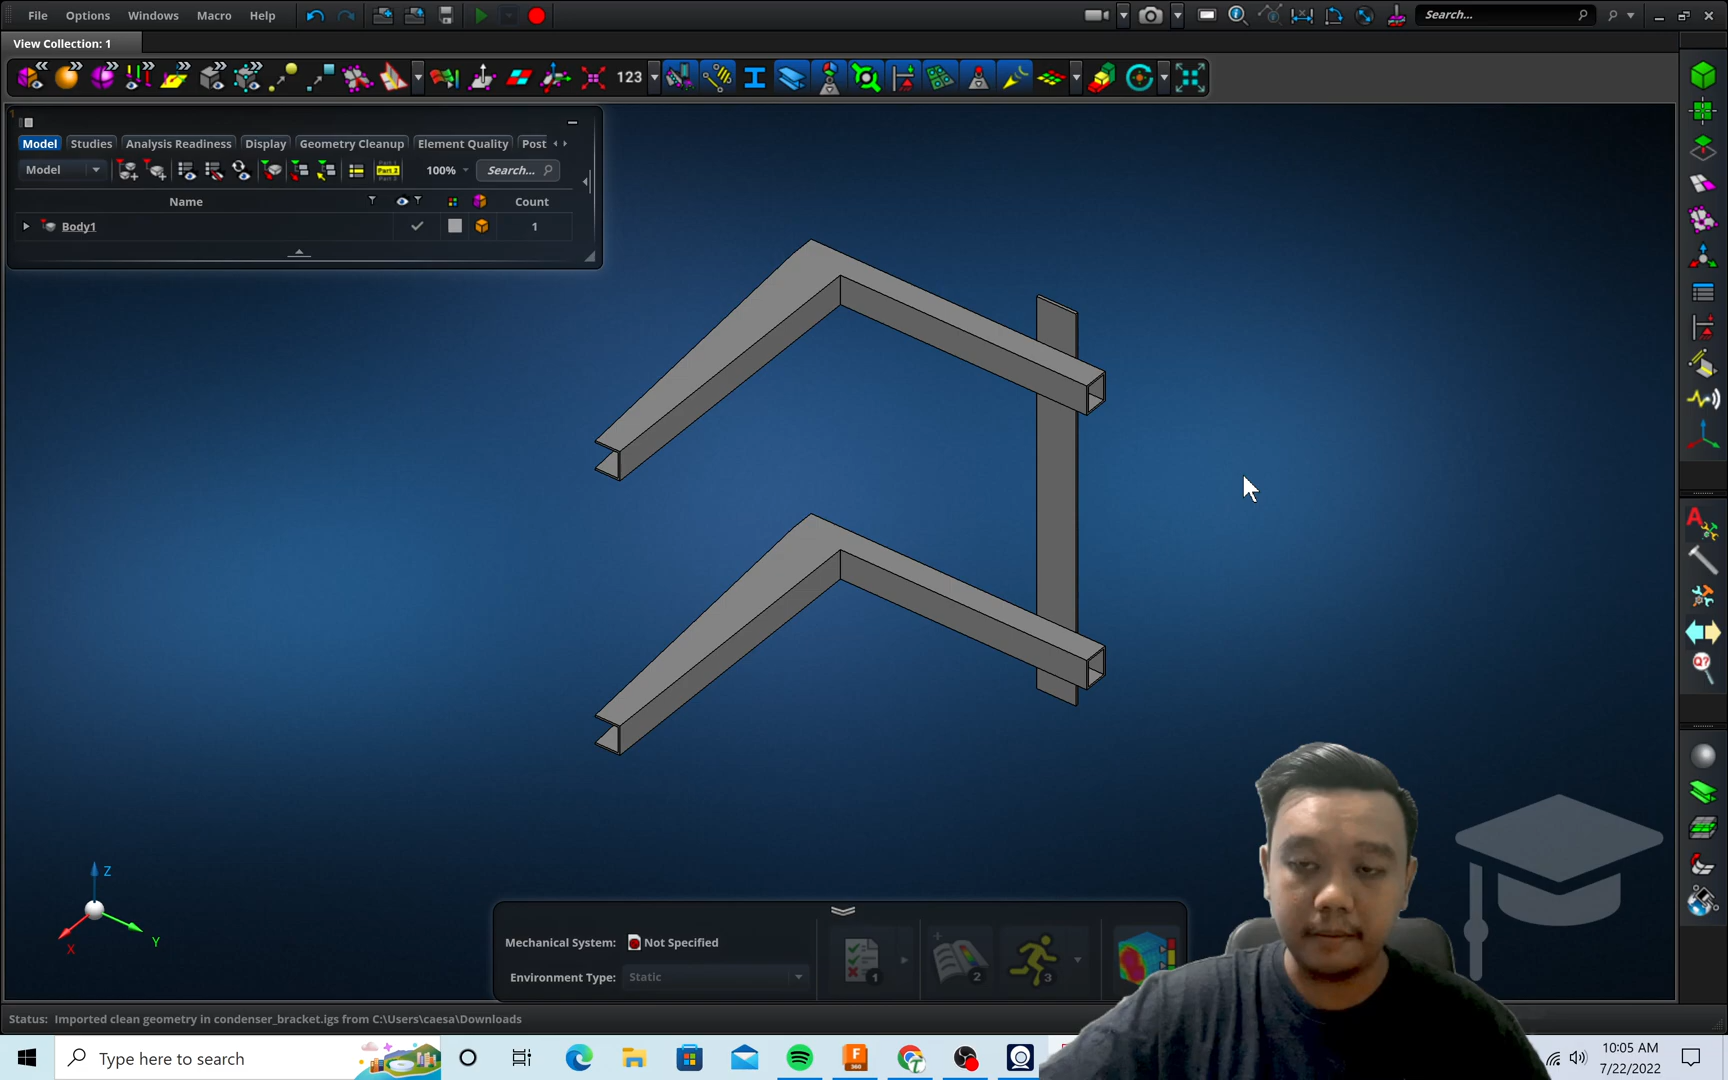 File Options Windows Macro Help Search...
View Collection: 1
123
Model Studies Analysis Readiness Display Geometry Cleanup Element Quality Post
Model 100% Search...
Name Count
Body1 1
Z
X
Y
Mechanical System: Not Specified
Environment Type: Static
1
2
3
Status: Imported clean geometry in condenser_bracket.igs from C:\Users\caesa\Downloads
Type here to search
10:05 AM
7/22/2022